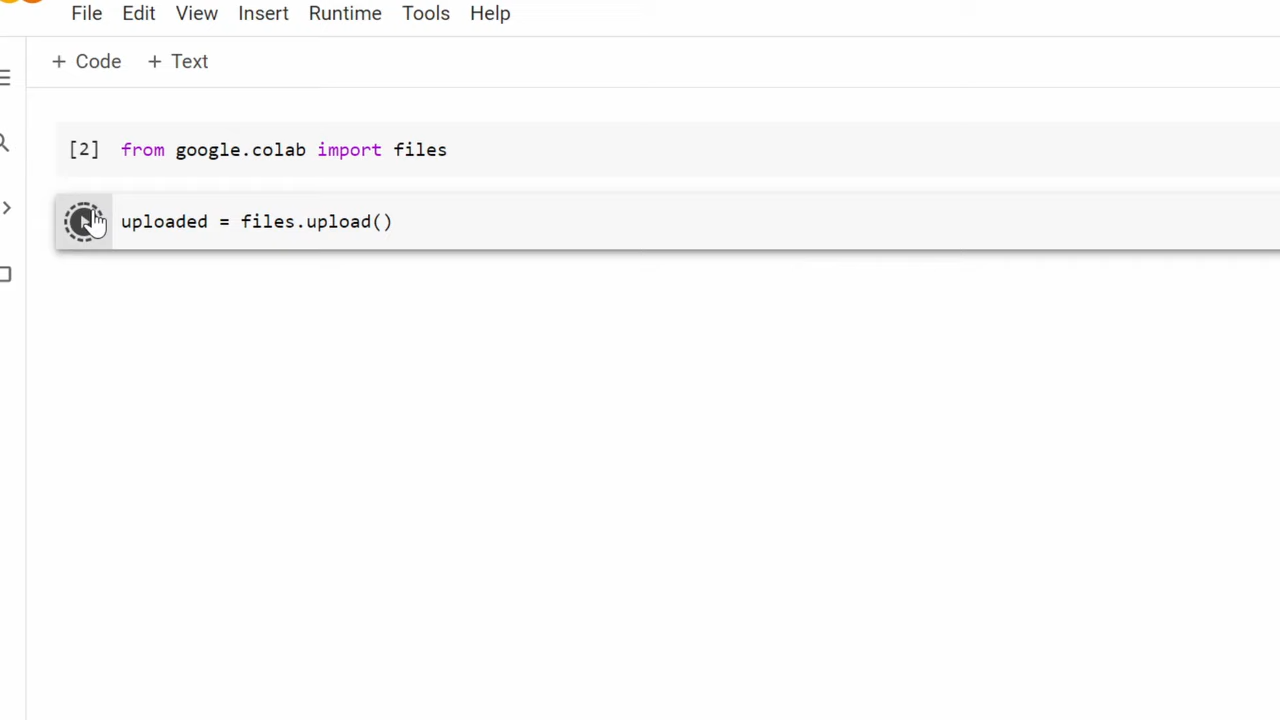 File Edit View Insert Runtime Tools Help
+ Code + Text
[2] from google.colab import files
uploaded = files.upload()